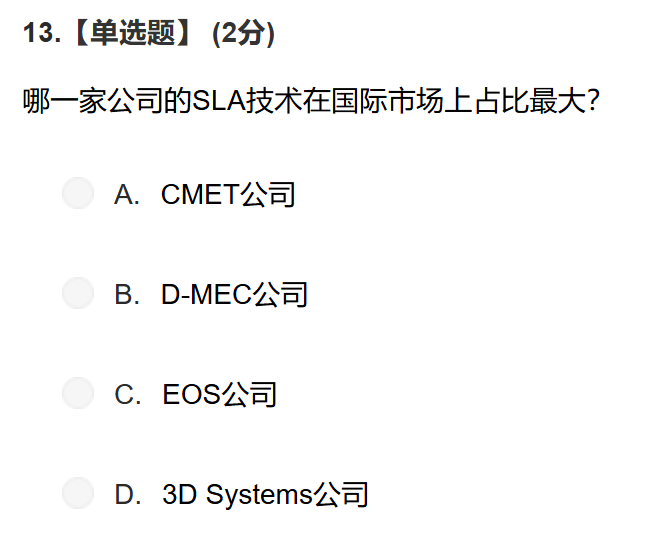 13.【单选题】 (2分)
哪一家公司的SLA技术在国际市场上占比最大?
A. CMET公司
B. D-MEC公司
C. EOS公司
D. 3D Systems公司